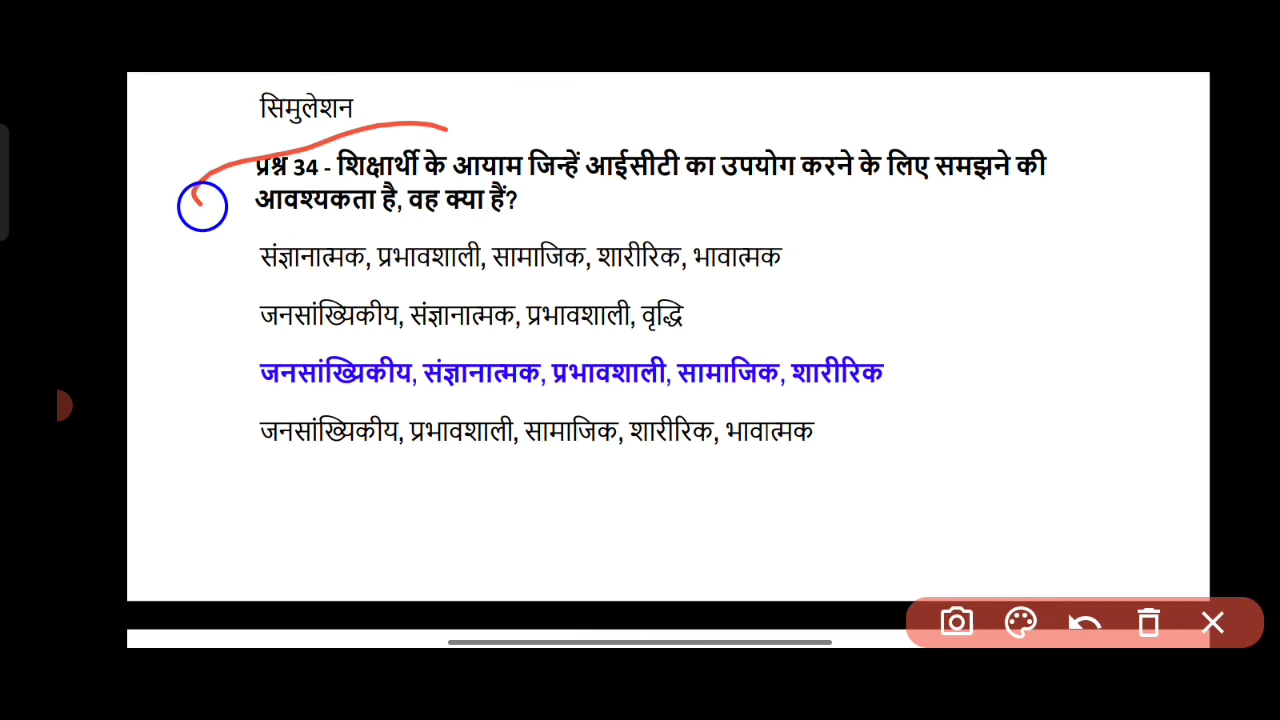 सिमुलेशन
प्रश्न 34 - शिक्षार्थी के आयाम जिन्हें आईसीटी का उपयोग करने के लिए समझने की
आवश्यकता है, वह क्या हैं?
संज्ञानात्मक, प्रभावशाली, सामाजिक, शारीरिक, भावात्मक
जनसांख्यिकीय, संज्ञानात्मक, प्रभावशाली, वृद्धि
जनसांख्यिकीय, संज्ञानात्मक, प्रभावशाली, सामाजिक, शारीरिक
जनसांख्यिकीय, प्रभावशाली, सामाजिक, शारीरिक, भावात्मक